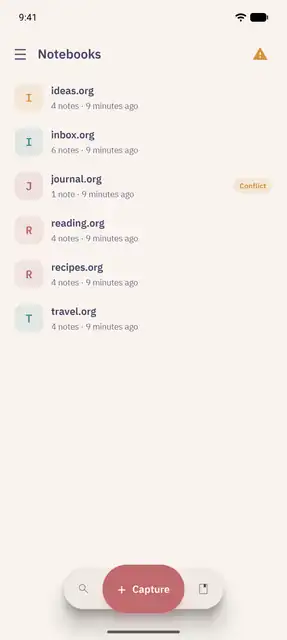 9:41
Notebooks
I
ideas.org
4 notes · 9 minutes ago
I
inbox.org
6 notes · 9 minutes ago
J
journal.org
1 note · 9 minutes ago
Conflict
R
reading.org
4 notes · 9 minutes ago
R
recipes.org
4 notes · 9 minutes ago
T
travel.org
4 notes · 9 minutes ago
+ Capture